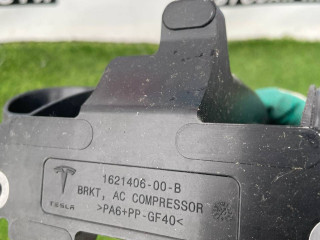 1621406-00-B
BRKT, AC COMPRESSOR
TESLA
>PA6+PP-GF40<